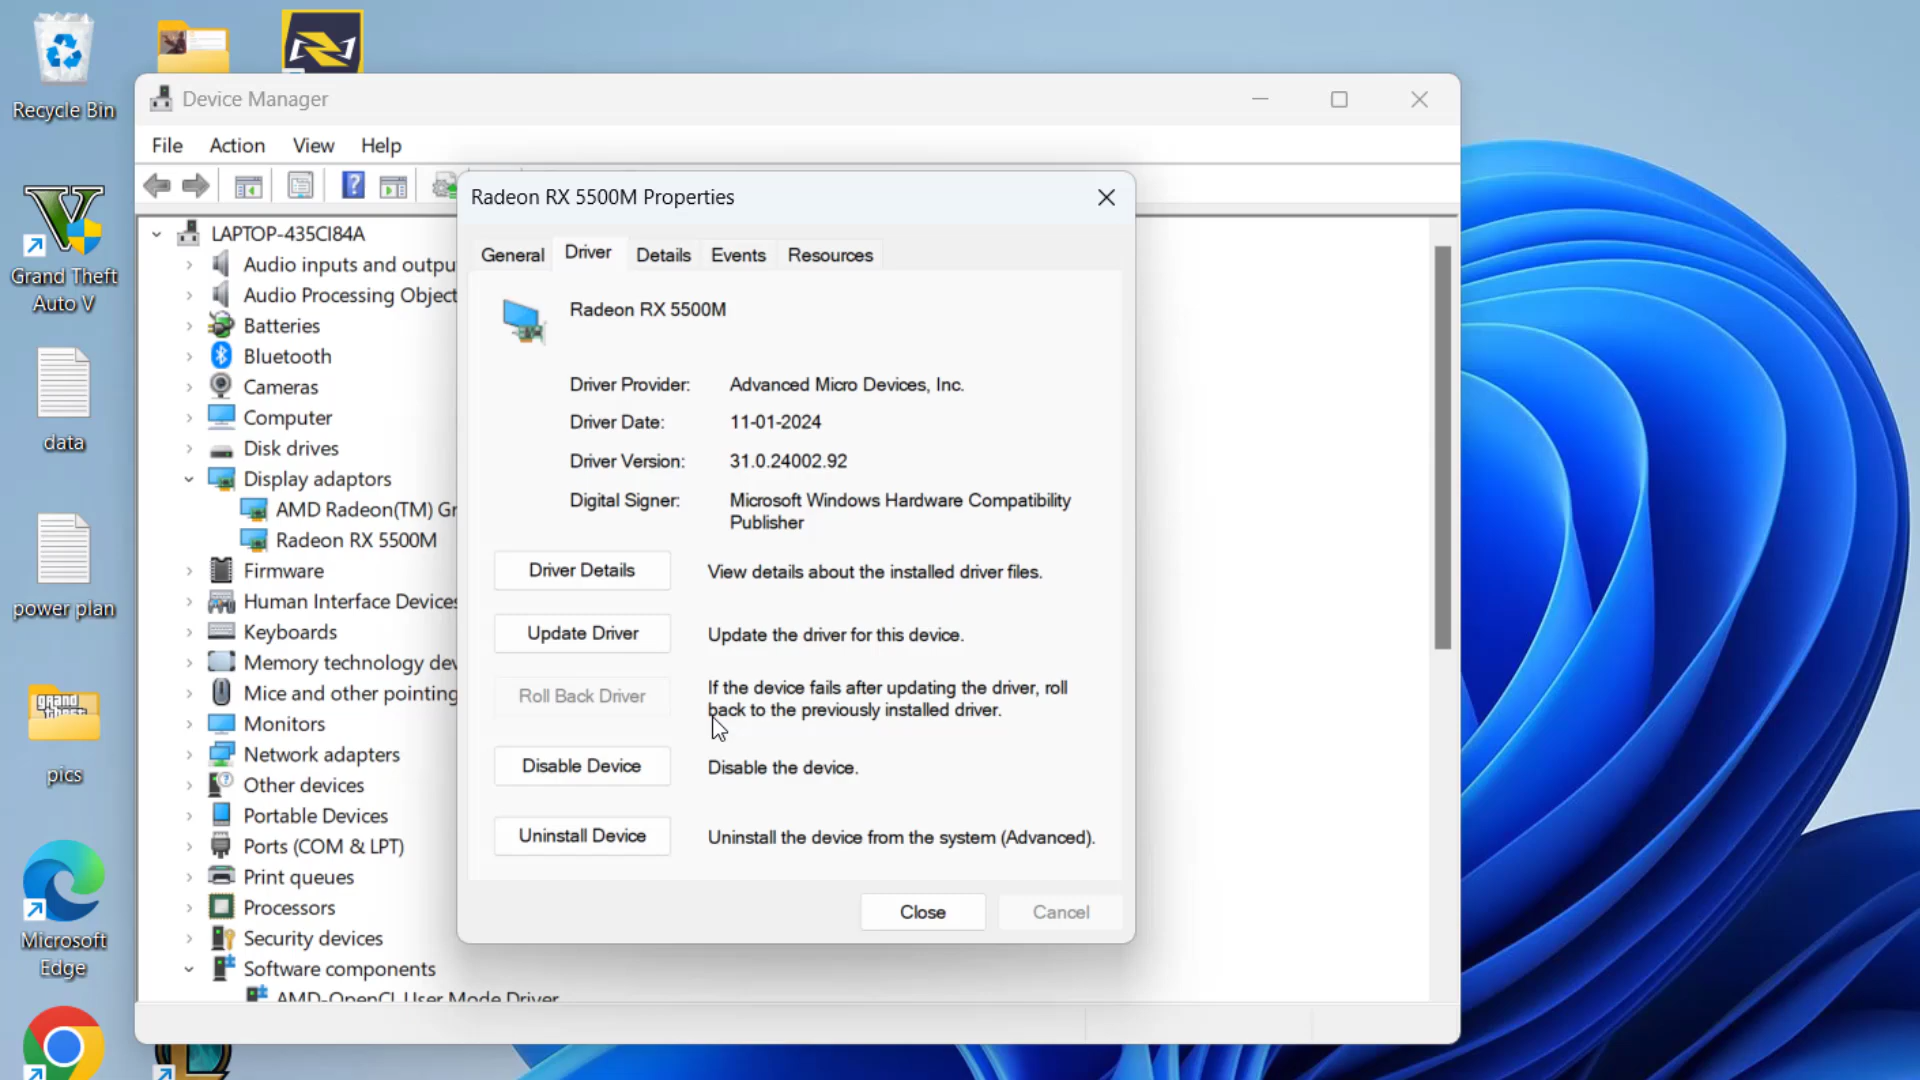 Recycle Bin
Grand Theft
Auto V
data
power plan
grand
pics
Microsoft
Edge
Device Manager
File Action View Help
LAPTOP-435CI84A
Audio inputs and outpu
Audio Processing Object
Batteries
Bluetooth
Cameras
Computer
Disk drives
Display adaptors
AMD Radeon(TM) Gr
Radeon RX 5500M
Firmware
Human Interface Devices
Keyboards
Memory technology dev
Mice and other pointing
Monitors
Network adapters
Other devices
Portable Devices
Ports (COM & LPT)
Print queues
Processors
Security devices
Software components
AMD-OpenCL User Mode Driver
Radeon RX 5500M Properties
General Driver Details Events Resources
Radeon RX 5500M
Driver Provider: Advanced Micro Devices, Inc.
Driver Date: 11-01-2024
Driver Version: 31.0.24002.92
Digital Signer: Microsoft Windows Hardware Compatibility
Publisher
Driver Details View details about the installed driver files.
Update Driver Update the driver for this device.
Roll Back Driver If the device fails after updating the driver, roll
back to the previously installed driver.
Disable Device Disable the device.
Uninstall Device Uninstall the device from the system (Advanced).
Close Cancel